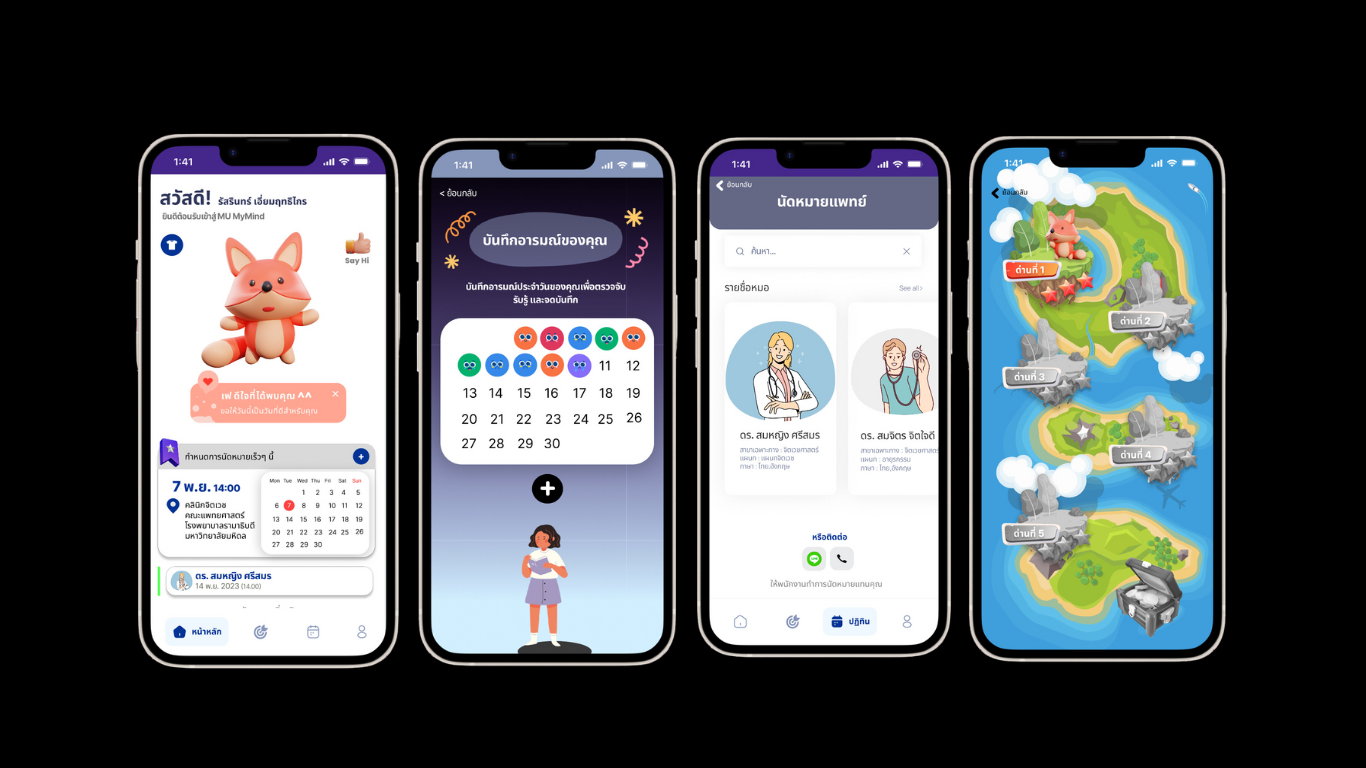 1:41
สวัสดี! รัสรินทร์ เอี่ยมฤทธิไกร
ยินดีต้อนรับเข้าสู่ MU MyMind
Say Hi
เฟ ดีใจที่ได้พบคุณ ^^
ขอให้วันนี้เป็นวันที่ดีสำหรับคุณ
กำหนดการนัดหมายเร็วๆ นี้
7 พ.ย. 14:00
คลินิกจิตเวช
คณะแพทยศาสตร์
โรงพยาบาลรามาธิบดี
มหาวิทยาลัยมหิดล
Mon Tue Wed Thu Fri Sat Sun
1 2 3 4 5
6 7 8 9 10 11 12
13 14 15 16 17 18 19
20 21 22 23 24 25 26
27 28 29 30
ดร. สมหญิง ศรีสมร
14 พ.ย. 2023 (14.00)
หน้าหลัก
1:41
< ย้อนกลับ
บันทึกอารมณ์ของคุณ
บันทึกอารมณ์ประจำวันของคุณเพื่อตรวจจับ
รับรู้ และจดบันทึก
11 12
13 14 15 16 17 18 19
20 21 22 23 24 25 26
27 28 29 30
1:41
ย้อนกลับ
นัดหมายแพทย์
ค้นหา...
รายชื่อหมอ
See all
ดร. สมหญิง ศรีสมร
สาขาเฉพาะทาง : จิตเวชศาสตร์
แผนก : แผนกจิตเวช
ภาษา : ไทย,อังกฤษ
ดร. สมจิตร จิตใจดี
สาขาเฉพาะทาง : จิตเวชศาสตร์
แผนก : อายุรกรรม
ภาษา : ไทย,อังกฤษ
หรือติดต่อ
LINE
ให้พนักงานทำการนัดหมายแทนคุณ
ปฏิทิน
1:41
ย้อนกลับ
ด่านที่ 1
ด่านที่ 2
ด่านที่ 3
ด่านที่ 4
ด่านที่ 5